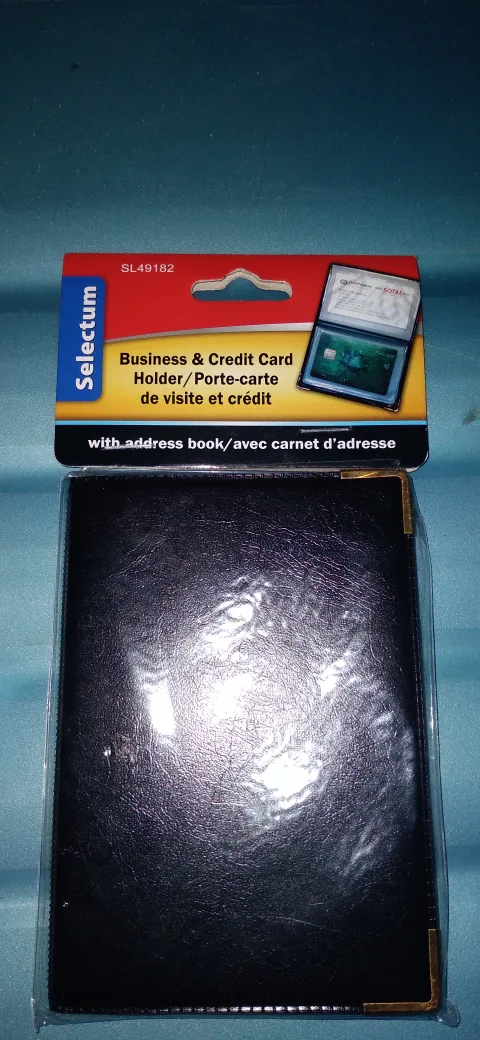 SL49182
Selectum
Business & Credit Card
Holder/Porte-carte
de visite et crédit
with address book/avec carnet d'adresse